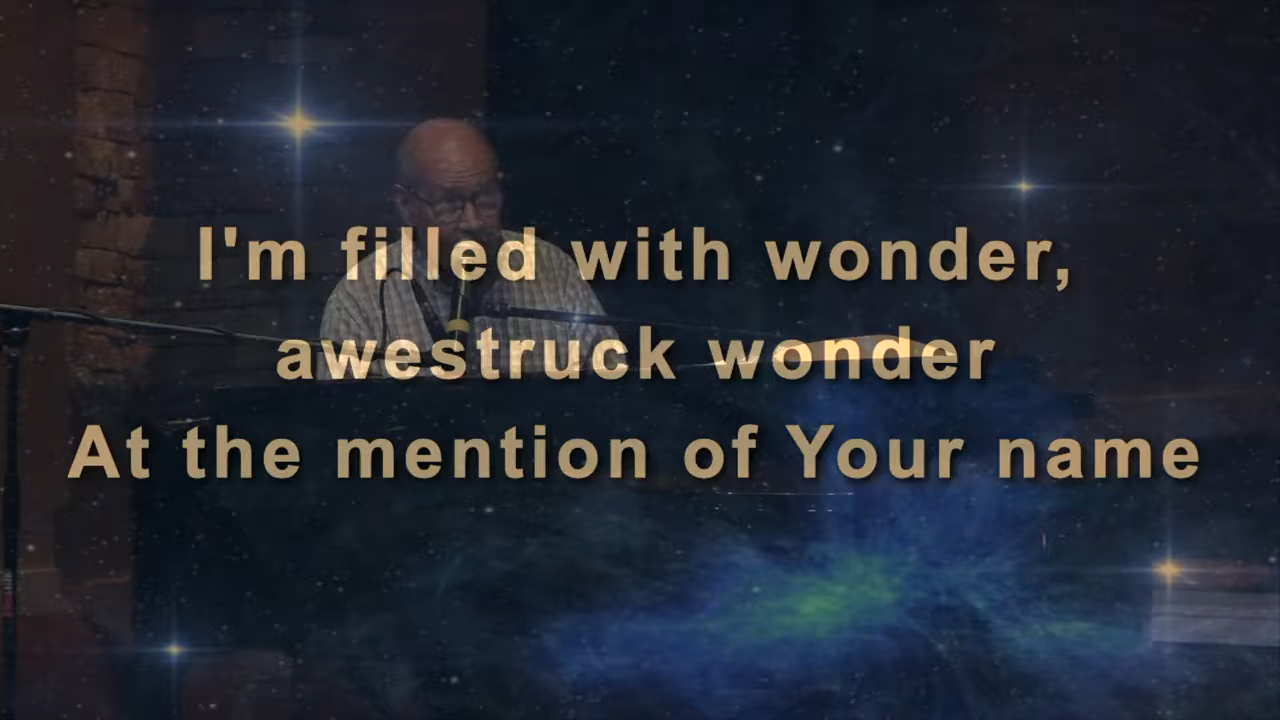 I'm filled with wonder,
awestruck wonder
At the mention of Your name